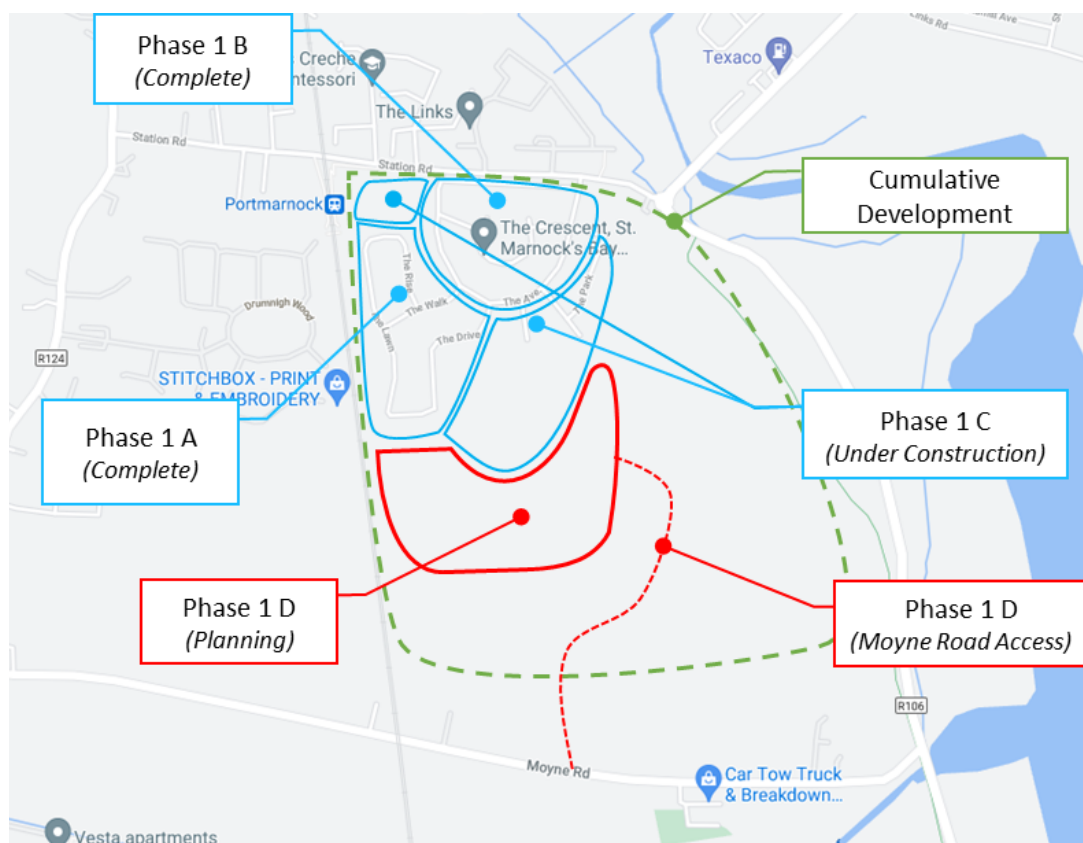 Phase 1 B
(Complete)
Creche
ntessori
The Links
Texaco
Links Rd
Station Rd
Station Rd
Cumulative
Development
Portmarnock
The Crescent, St.
Marnock's Bay...
The Rise
The Walk
The Ave.
The Park
The Lawn
The Drive
Drumnigh Wood
R124
STITCHBOX - PRINT
& EMBROIDERY
Phase 1 A
(Complete)
Phase 1 C
(Under Construction)
Phase 1 D
(Planning)
Phase 1 D
(Moyne Road Access)
R106
Moyne Rd
Car Tow Truck
& Breakdown...
Vesta apartments